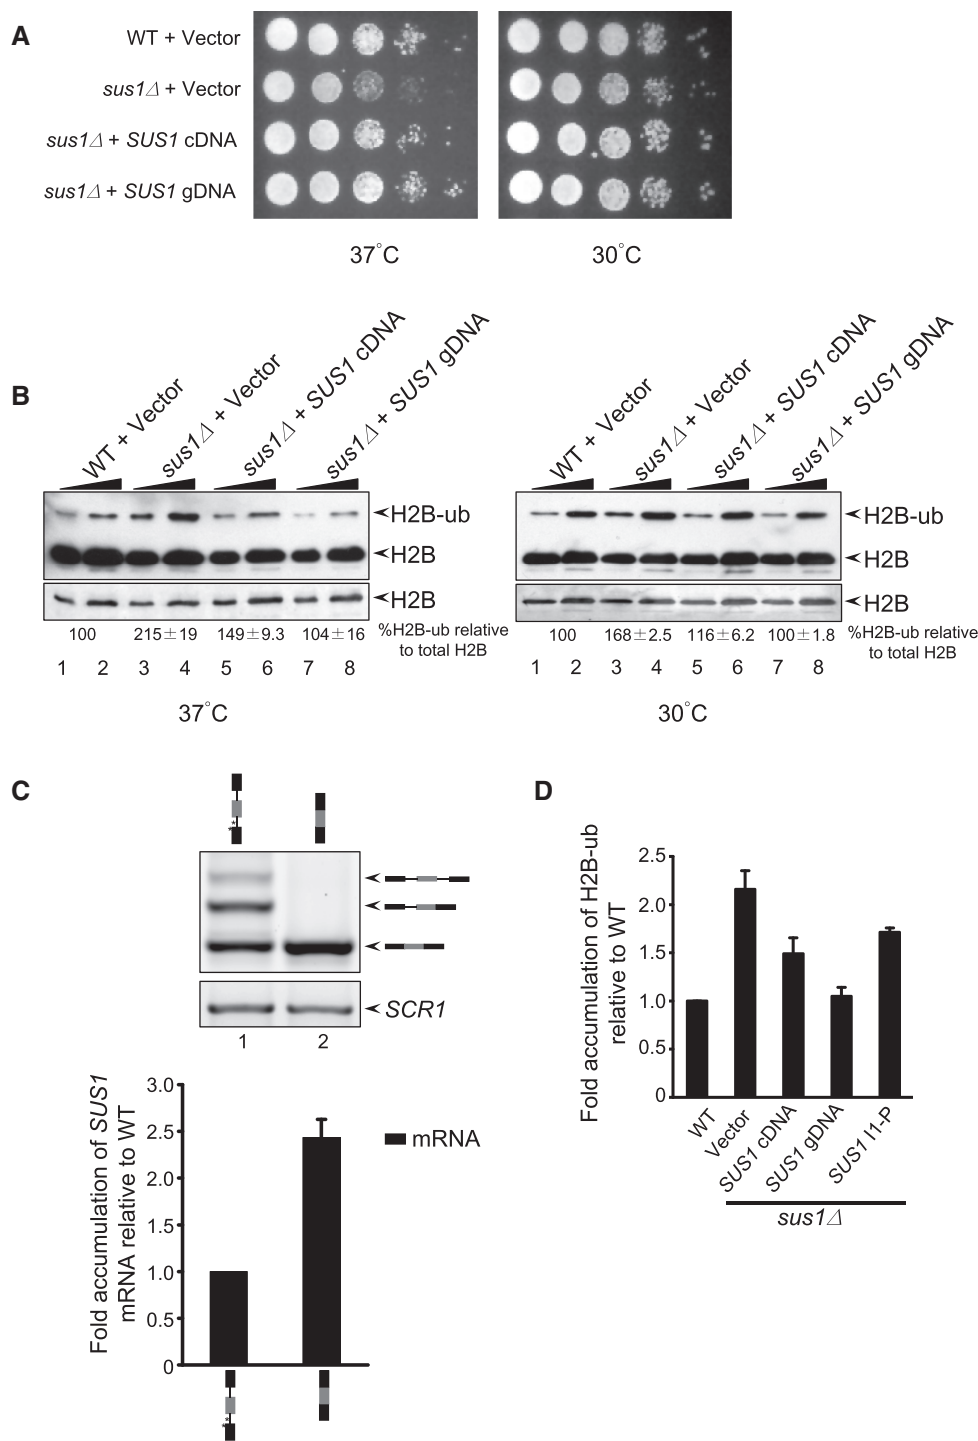 A
WT + Vector
sus1Δ + Vector
sus1Δ + SUS1 cDNA
sus1Δ + SUS1 gDNA
37°C
30°C
B
WT + Vector
sus1Δ + Vector
sus1Δ + SUS1 cDNA
sus1Δ + SUS1 gDNA
H2B-ub
H2B
H2B
100 215±19 149±9.3 104±16 %H2B-ub relative
to total H2B
1 2 3 4 5 6 7 8
37°C
WT + Vector
sus1Δ + Vector
sus1Δ + SUS1 cDNA
sus1Δ + SUS1 gDNA
H2B-ub
H2B
H2B
100 168±2.5 116±6.2 100±1.8 %H2B-ub relative
to total H2B
1 2 3 4 5 6 7 8
30°C
C
* *
SCR1
1 2
Fold accumulation of SUS1
mRNA relative to WT
3.0
2.5
2.0
1.5
1.0
0.5
0
mRNA
* *
D
Fold accumulation of H2B-ub
relative to WT
2.5
2.0
1.5
1.0
0.5
0
WT
Vector
SUS1 cDNA
SUS1 gDNA
SUS1 I1-P
sus1Δ